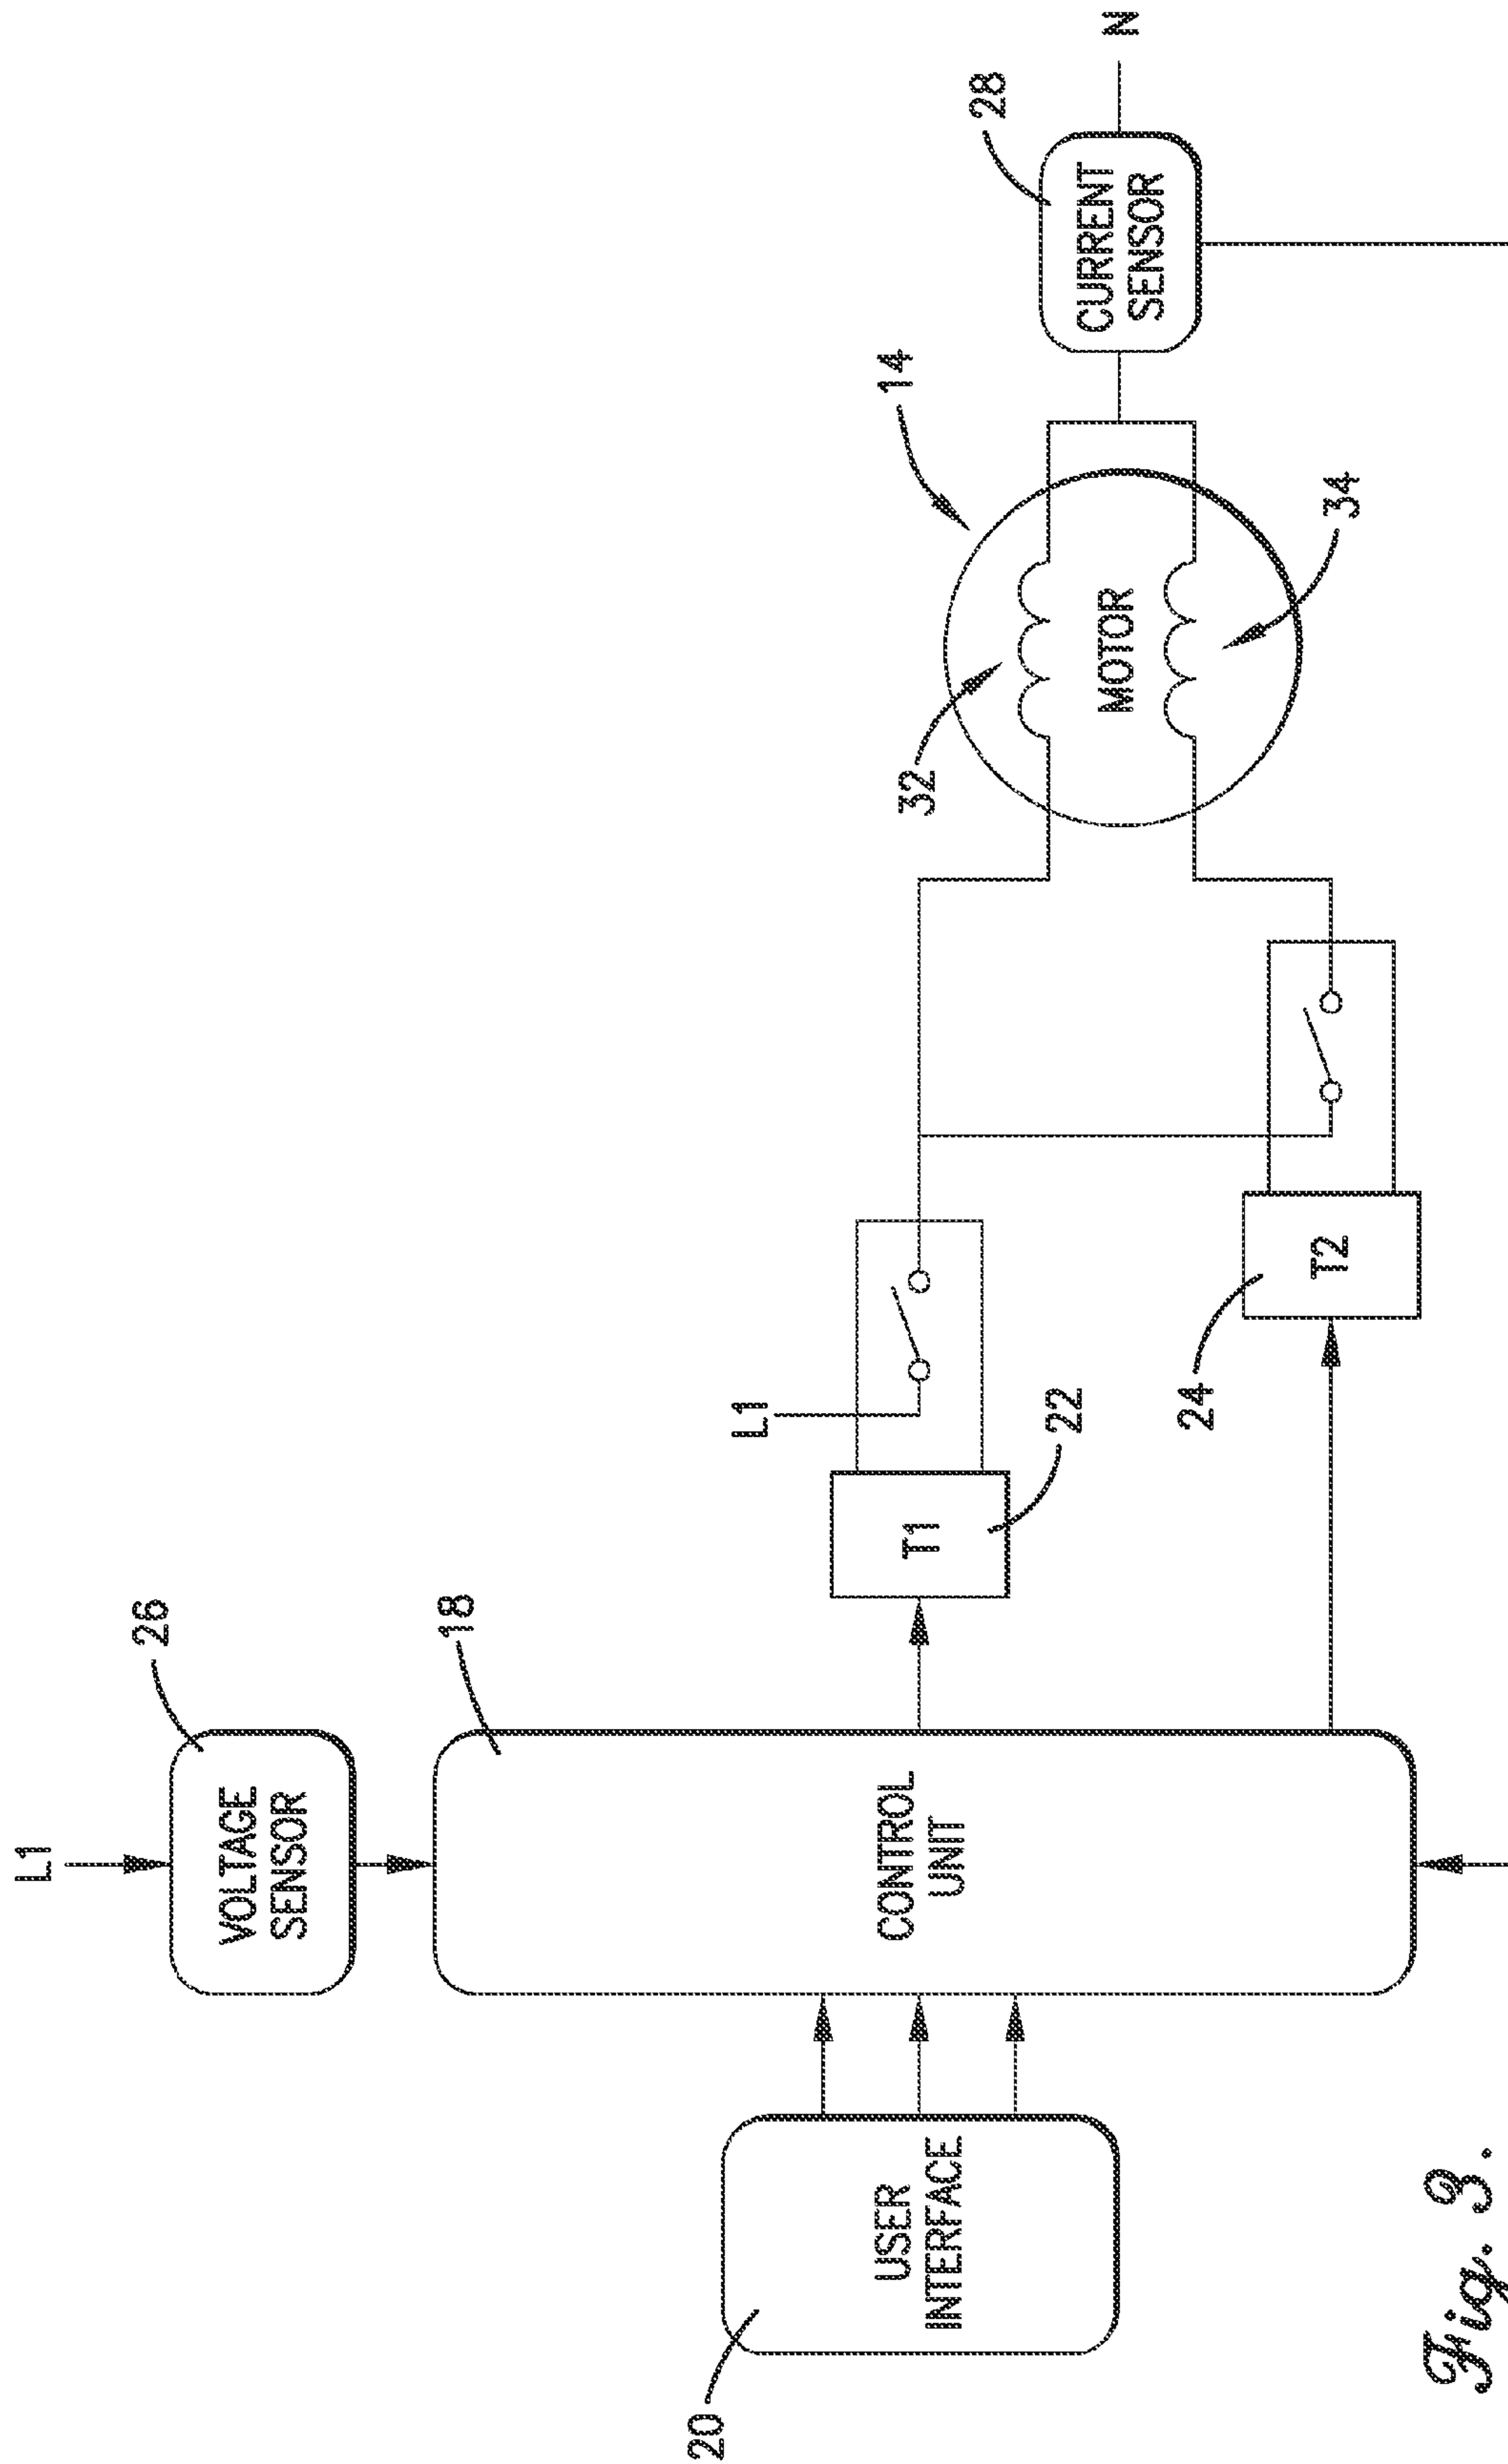 L1
26
VOLTAGE
SENSOR
18
CONTROL
UNIT
20
USER
INTERFACE
L1
T1
22
T2
24
14
32
MOTOR
34
28
CURRENT
SENSOR
N
Fig. 3.